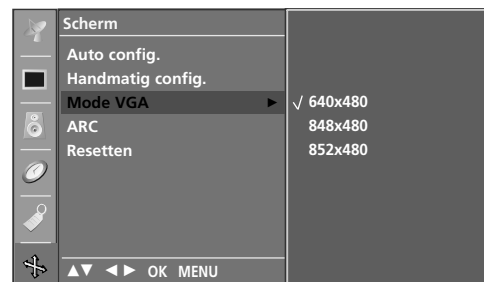 Scherm
Auto config.
Handmatig config.
Mode VGA ►
ARC
Resetten
√ 640x480
848x480
852x480
▲▼ ◄► OK MENU